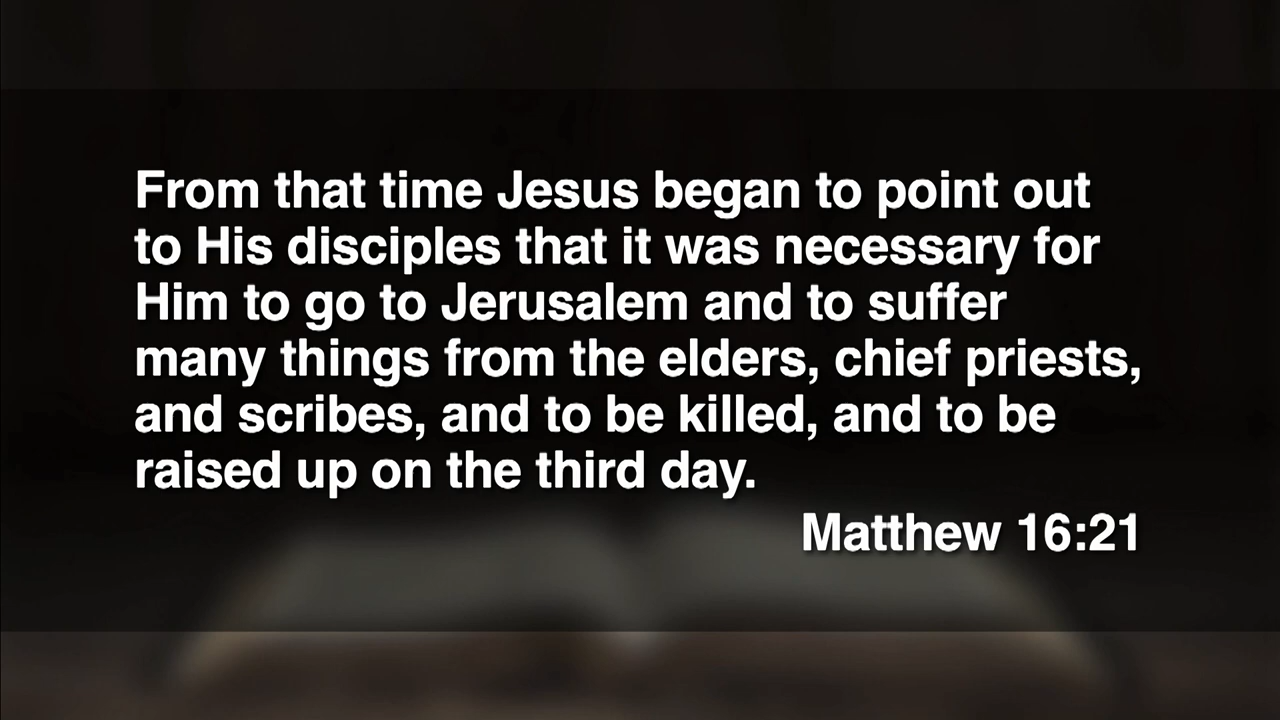 From that time Jesus began to point out
to His disciples that it was necessary for
Him to go to Jerusalem and to suffer
many things from the elders, chief priests,
and scribes, and to be killed, and to be
raised up on the third day.
Matthew 16:21